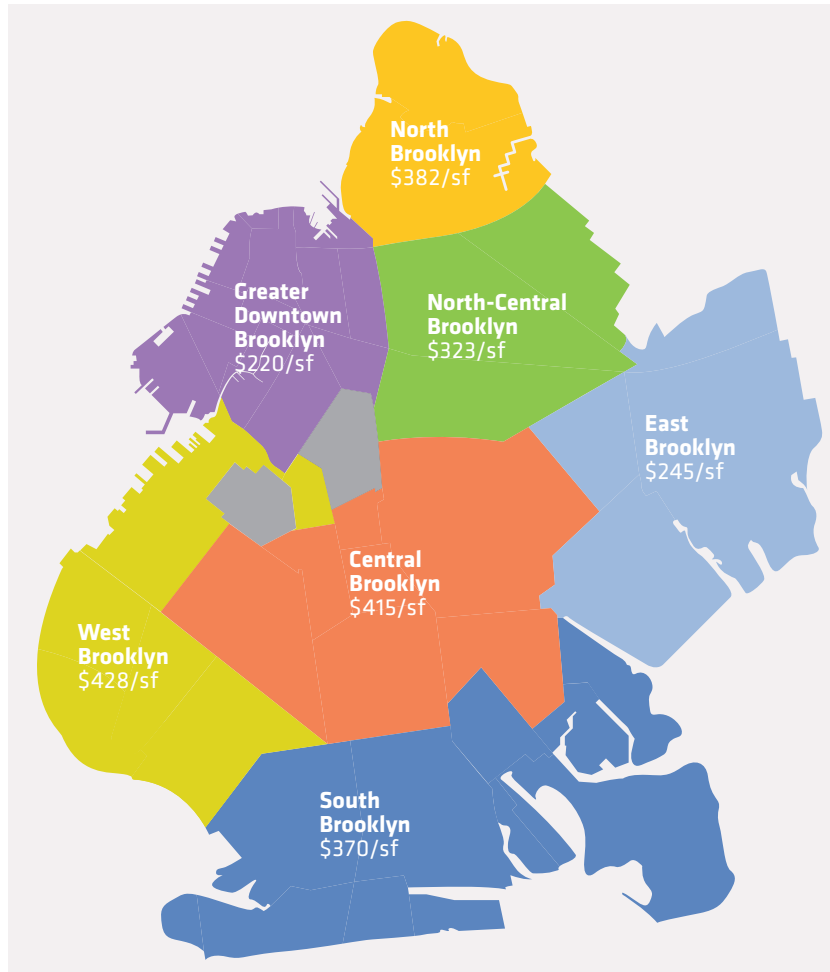 North
Brooklyn
$382/sf
Greater
Downtown
Brooklyn
$220/sf
North-Central
Brooklyn
$323/sf
East
Brooklyn
$245/sf
Central
Brooklyn
$415/sf
West
Brooklyn
$428/sf
South
Brooklyn
$370/sf